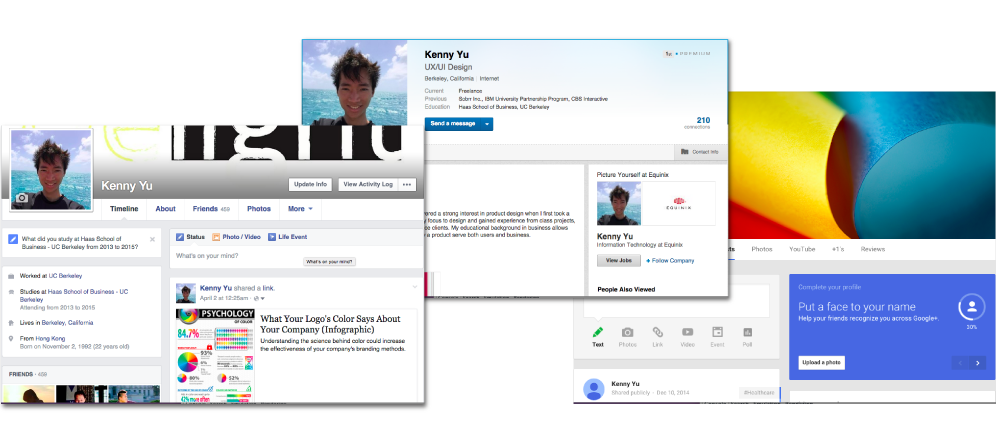 Kenny Yu
UX/UI Design
Berkeley, California | Internet
PREMIUM
Current Freelance
Previous Sobrr Inc., IBM University Partnership Program, CBS Interactive
Education Haas School of Business, UC Berkeley
Send a message
210
connections
Contact Info
Picture Yourself at Equinix
EQUINIX
Kenny Yu
Information Technology at Equinix
View Jobs + Follow Company
People Also Viewed
ered a strong interest in product design when I first took a
focus to design and gained experience from class projects,
ce clients. My educational background in business allows
a product serve both users and business.
Kenny Yu
Update Info View Activity Log •••
Timeline About Friends 459 Photos More
What did you study at Haas School of
Business - UC Berkeley from 2013 to 2015?
Worked at UC Berkeley
Studies at Haas School of Business - UC
Berkeley
Attending from 2013 to 2015
Lives in Berkeley, California
From Hong Kong
Born on November 2, 1992 (22 years old)
FRIENDS · 459
Status Photo / Video Life Event
What's on your mind?
What's on your mind?
Kenny Yu shared a link.
April 2 at 12:25am
PSYCHOLOGY
OF COLOR
84.7%
93%
6%
80%
52%
42% more often
What Your Logo's Color Says About
Your Company (Infographic)
Understanding the science behind color could increase
the effectiveness of your company's branding methods.
ts Photos YouTube +1's Reviews
Text Photos Link Video Event Poll
Kenny Yu
Shared publicly - Dec 10, 2014
#Healthcare
Complete your profile
Put a face to your name
Help your friends recognize you across Google+.
30%
Upload a photo